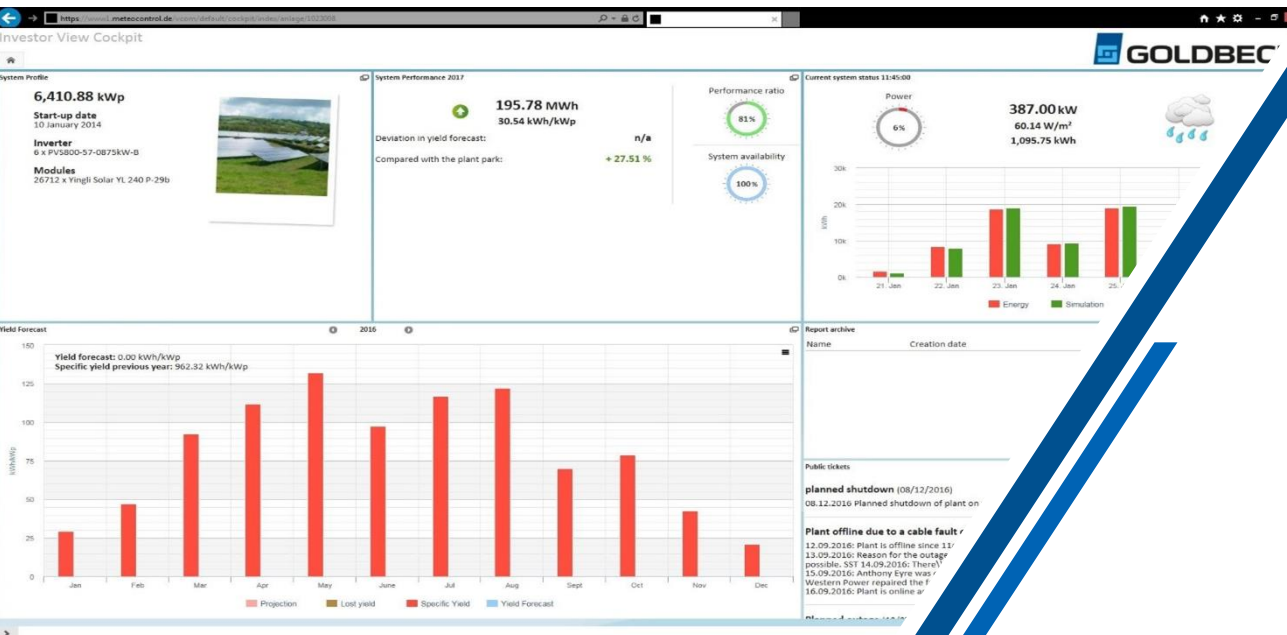 https://www1.meteocontrol.de/vcom/default/cockpit/index/anlage/1023008
Investor View Cockpit
GOLDBEC
System Profile
6,410.88 kWp
Start-up date
10 January 2014
Inverter
6 x PVS800-57-0875kW-B
Modules
26712 x Yingli Solar YL 240 P-29b
System Performance 2017
195.78 MWh
30.54 kWh/kWp
Deviation in yield forecast: n/a
Compared with the plant park: + 27.51 %
Performance ratio
81%
System availability
100%
Current system status 11:45:00
Power
6%
387.00 kW
60.14 W/m²
1,095.75 kWh
30k
20k
10k
0k
kWh
21. Jan 22. Jan 23. Jan 24. Jan 25.
Energy Simulation
Yield Forecast
2016
Yield forecast: 0.00 kWh/kWp
Specific yield previous year: 962.32 kWh/kWp
150
125
100
75
50
25
0
kWh/kWp
Jan Feb Mar Apr May June Jul Aug Sept Oct Nov Dec
Projection Lost yield Specific Yield Yield Forecast
Report archive
Name Creation date
Public tickets
planned shutdown (08/12/2016)
08.12.2016 Planned shutdown of plant on
Plant offline due to a cable fault
12.09.2016: Plant is offline since 11
13.09.2016: Reason for the outage
possible. SST 14.09.2016: There\
15.09.2016: Anthony Eyre was
Western Power repaired the f
16.09.2016: Plant is online a